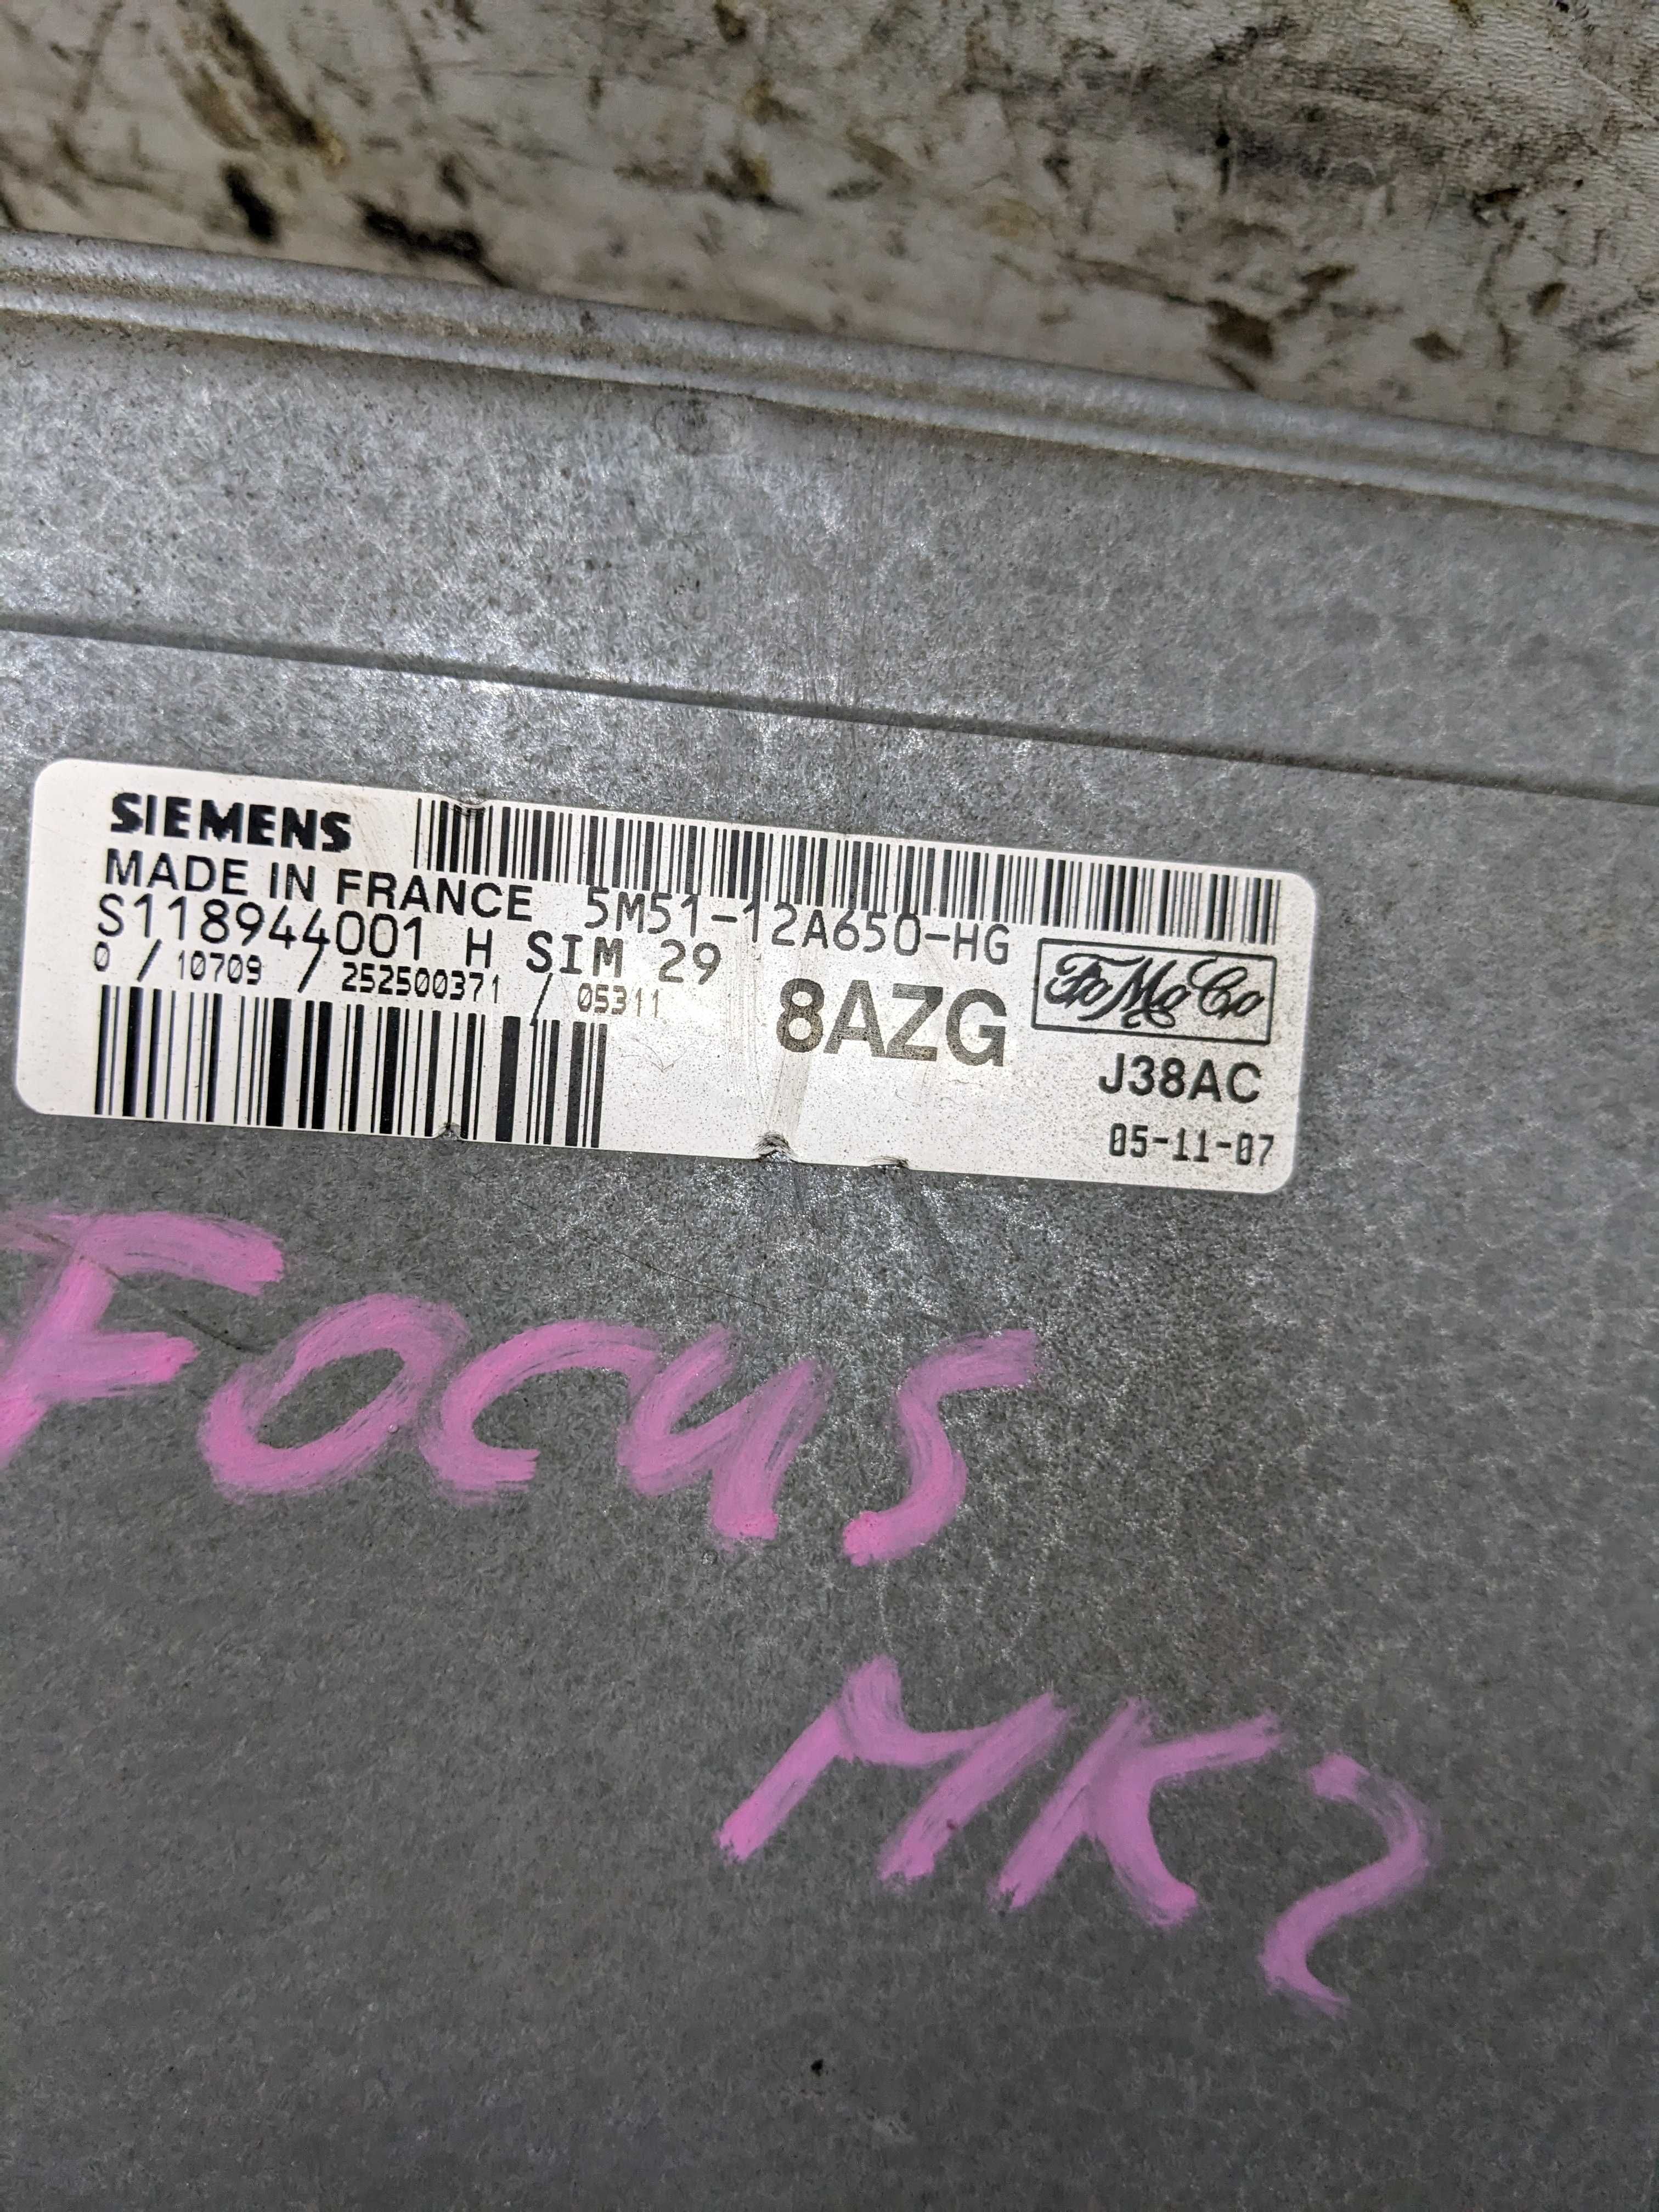 SIEMENS
MADE IN FRANCE 5M51-12A650-HG
S118944001 H SIM 29
0 / 10709 / 252500371 / 05311
8AZG
FoMoCo
J38AC
05-11-07
FOCUS
MK2